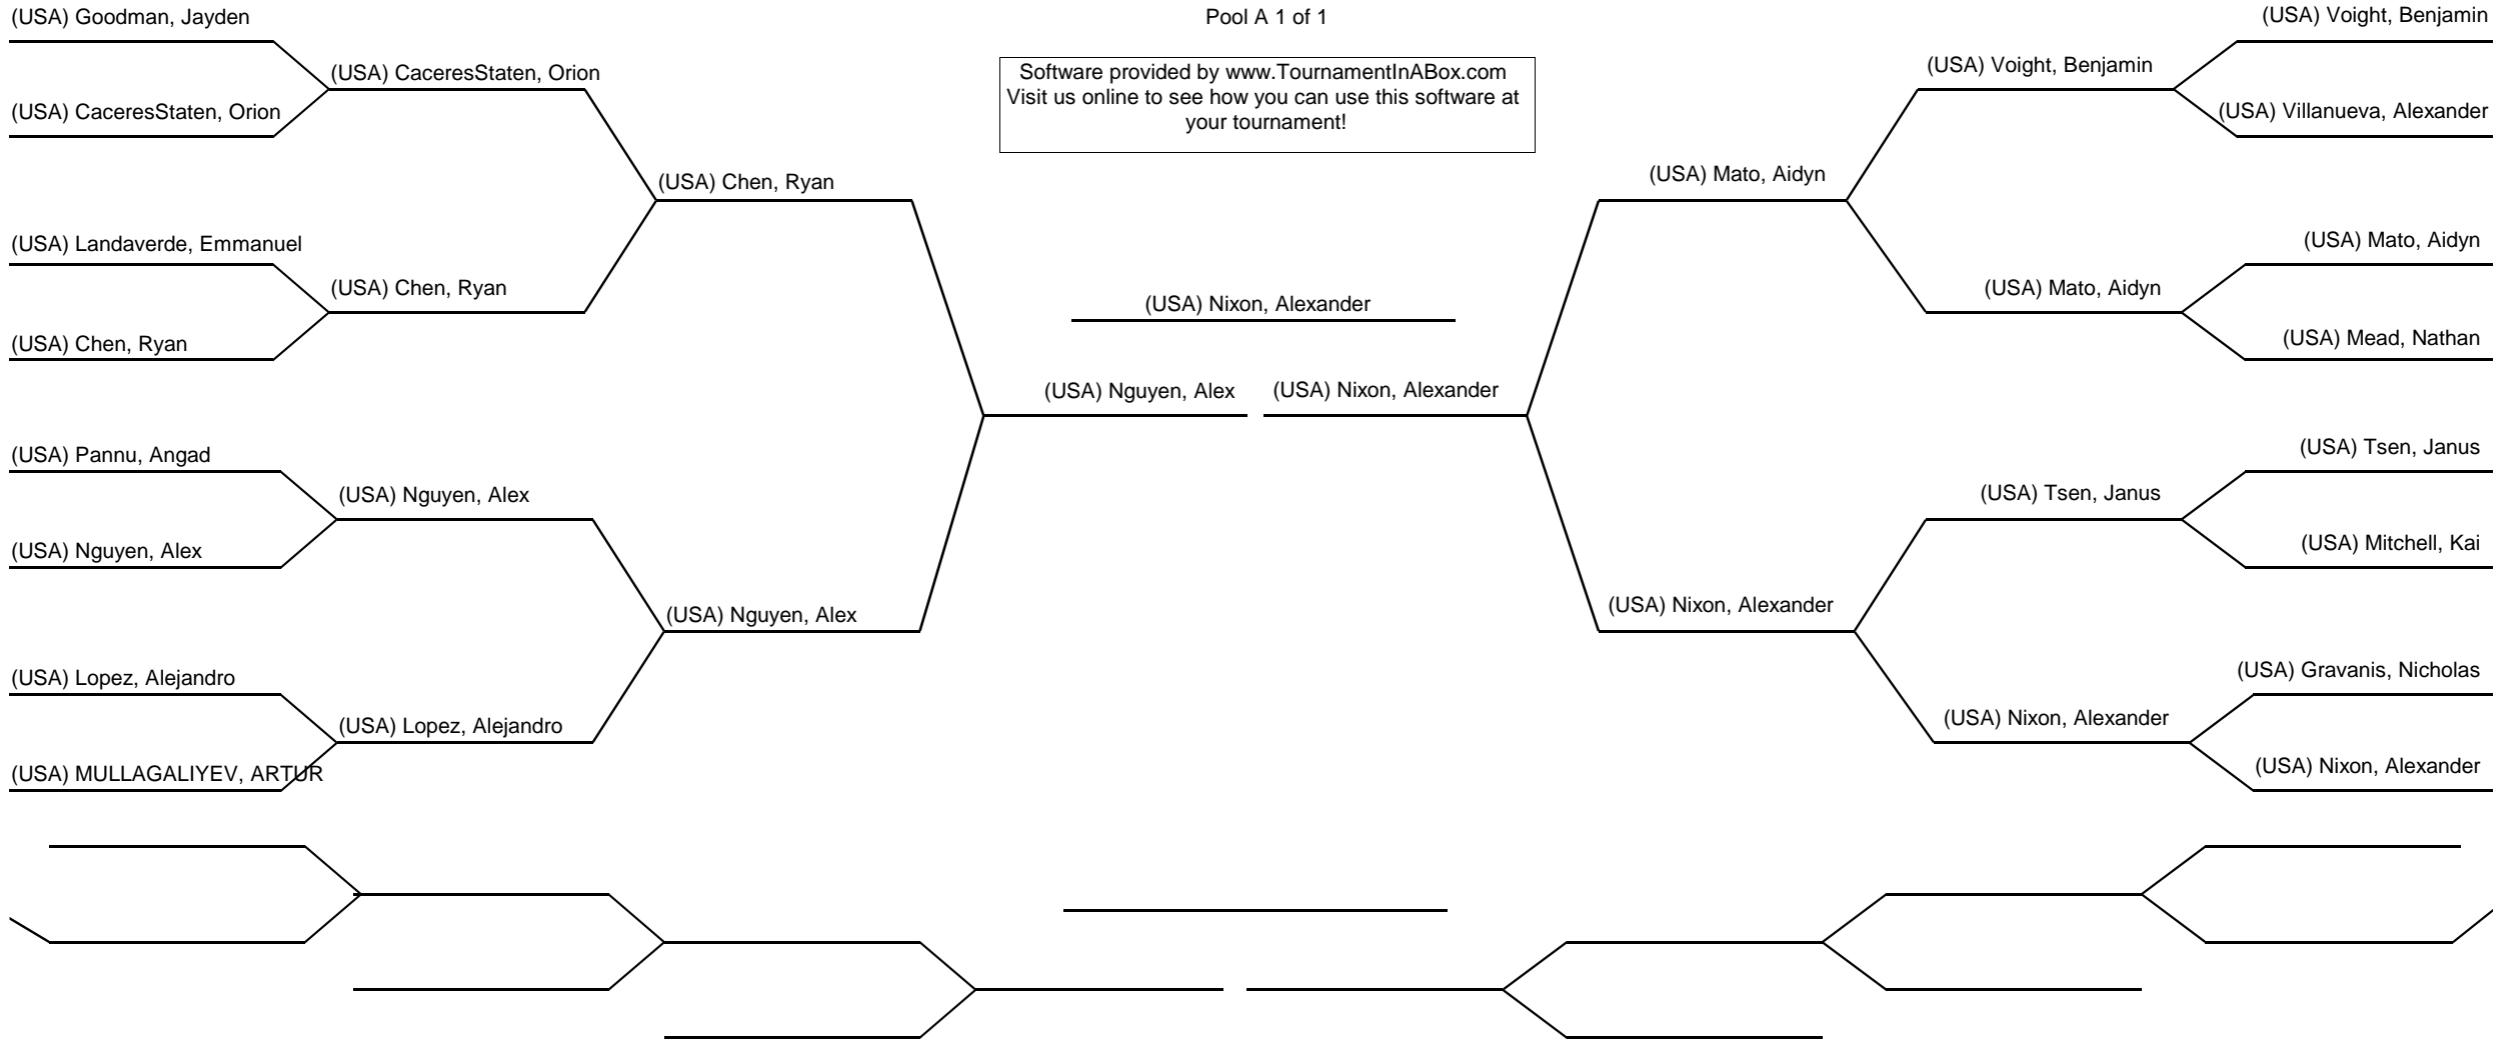 Pool A 1 of 1
Software provided by www.TournamentInABox.com
Visit us online to see how you can use this software at
your tournament!
(USA) Goodman, Jayden
(USA) CaceresStaten, Orion
(USA) CaceresStaten, Orion
(USA) Chen, Ryan
(USA) Landaverde, Emmanuel
(USA) Chen, Ryan
(USA) Chen, Ryan
(USA) Pannu, Angad
(USA) Nguyen, Alex
(USA) Nguyen, Alex
(USA) Nguyen, Alex
(USA) Lopez, Alejandro
(USA) Lopez, Alejandro
(USA) MULLAGALIYEV, ARTUR
(USA) Nixon, Alexander
(USA) Nguyen, Alex
(USA) Nixon, Alexander
(USA) Voight, Benjamin
(USA) Voight, Benjamin
(USA) Villanueva, Alexander
(USA) Mato, Aidyn
(USA) Mato, Aidyn
(USA) Mato, Aidyn
(USA) Mead, Nathan
(USA) Tsen, Janus
(USA) Tsen, Janus
(USA) Mitchell, Kai
(USA) Nixon, Alexander
(USA) Gravanis, Nicholas
(USA) Nixon, Alexander
(USA) Nixon, Alexander